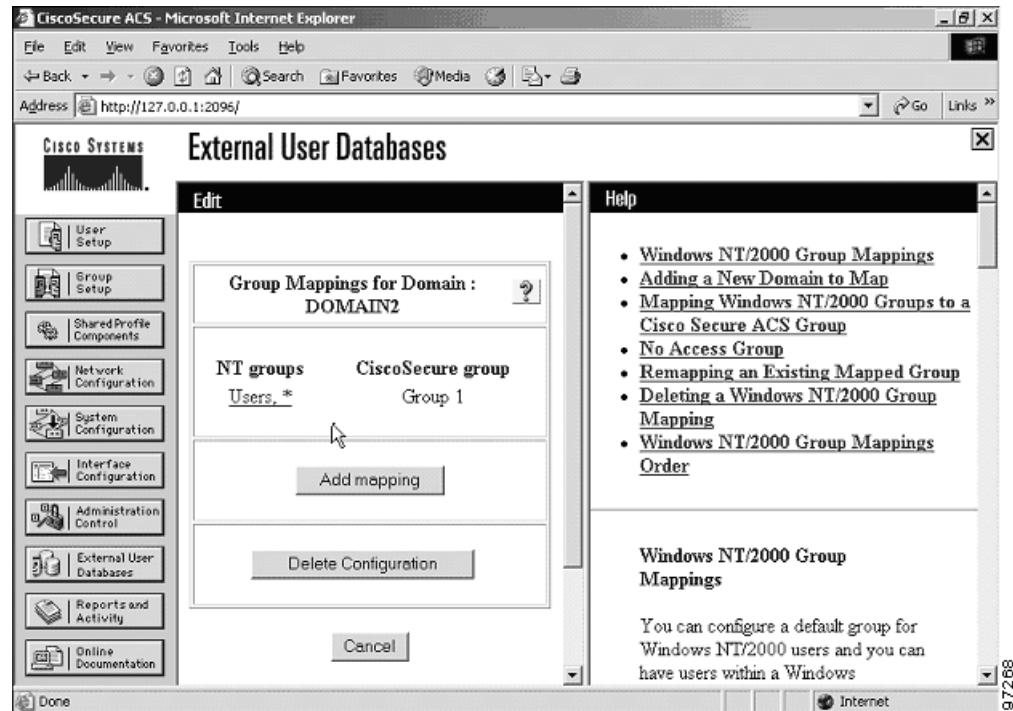 CiscoSecure ACS - Microsoft Internet Explorer
File Edit View Favorites Tools Help
Back Search Favorites Media
Address http://127.0.0.1:2096/ Go Links »
CISCO SYSTEMS
External User Databases
User
Setup
Group
Setup
Shared Profile
Components
Network
Configuration
System
Configuration
Interface
Configuration
Administration
Control
External User
Databases
Reports and
Activity
Online
Documentation
Edit
Group Mappings for Domain :
DOMAIN2
?
NT groups CiscoSecure group
Users, * Group 1
Add mapping
Delete Configuration
Cancel
Help
• Windows NT/2000 Group Mappings
• Adding a New Domain to Map
• Mapping Windows NT/2000 Groups to a
Cisco Secure ACS Group
• No Access Group
• Remapping an Existing Mapped Group
• Deleting a Windows NT/2000 Group
Mapping
• Windows NT/2000 Group Mappings
Order
Windows NT/2000 Group
Mappings
You can configure a default group for
Windows NT/2000 users and you can
have users within a Windows
Done Internet
97268